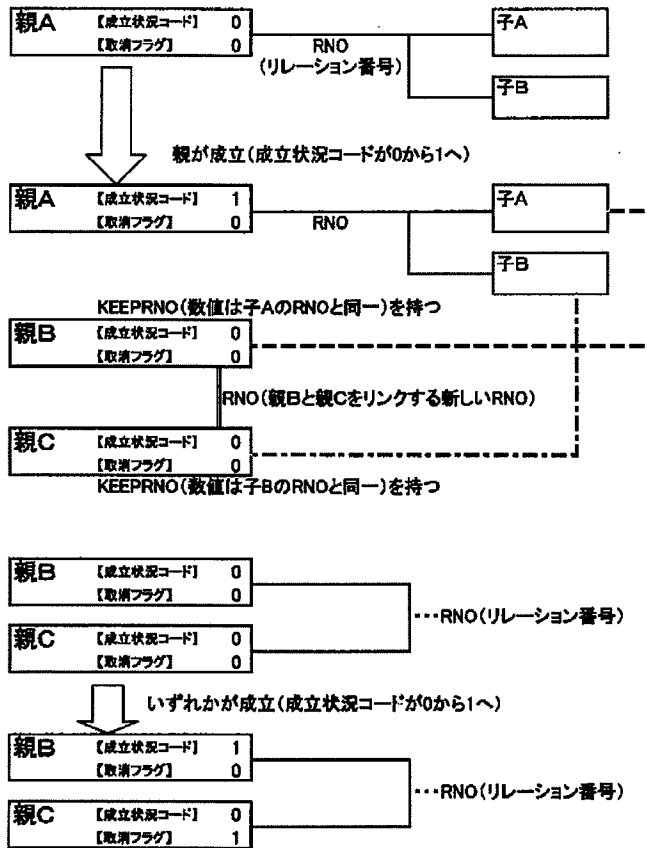 親A 【成立状況コード】 0
【取消フラグ】 0
RNO
(リレーション番号)
子A
子B
親が成立(成立状況コードが0から1へ)
親A 【成立状況コード】 1
【取消フラグ】 0
RNO
子A
子B
KEEPRNO(数値は子AのRNOと同一)を持つ
親B 【成立状況コード】 0
【取消フラグ】 0
RNO(親Bと親Cをリンクする新しいRNO)
親C 【成立状況コード】 0
【取消フラグ】 0
KEEPRNO(数値は子BのRNOと同一)を持つ
親B 【成立状況コード】 0
【取消フラグ】 0
・・・RNO(リレーション番号)
親C 【成立状況コード】 0
【取消フラグ】 0
いずれかが成立(成立状況コードが0から1へ)
親B 【成立状況コード】 1
【取消フラグ】 0
・・・RNO(リレーション番号)
親C 【成立状況コード】 0
【取消フラグ】 1